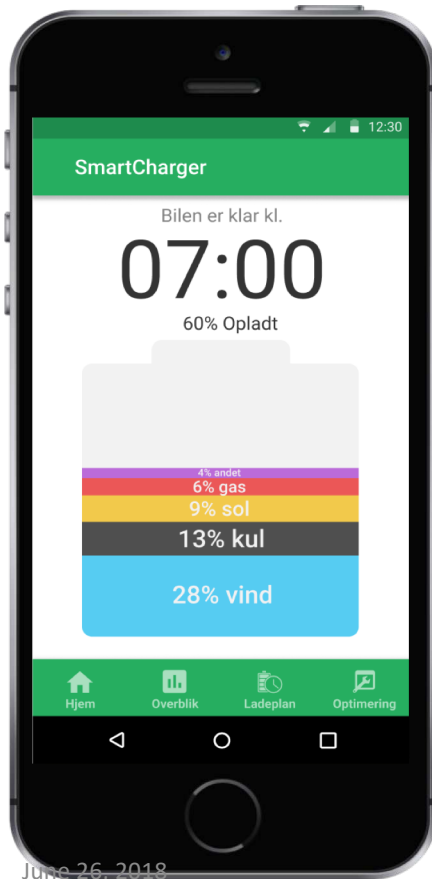 12:30
SmartCharger
Bilen er klar kl.
07:00
60% Opladt
4% andet
6% gas
9% sol
13% kul
28% vind
Hjem Overblik Ladeplan Optimering
June 26, 2018